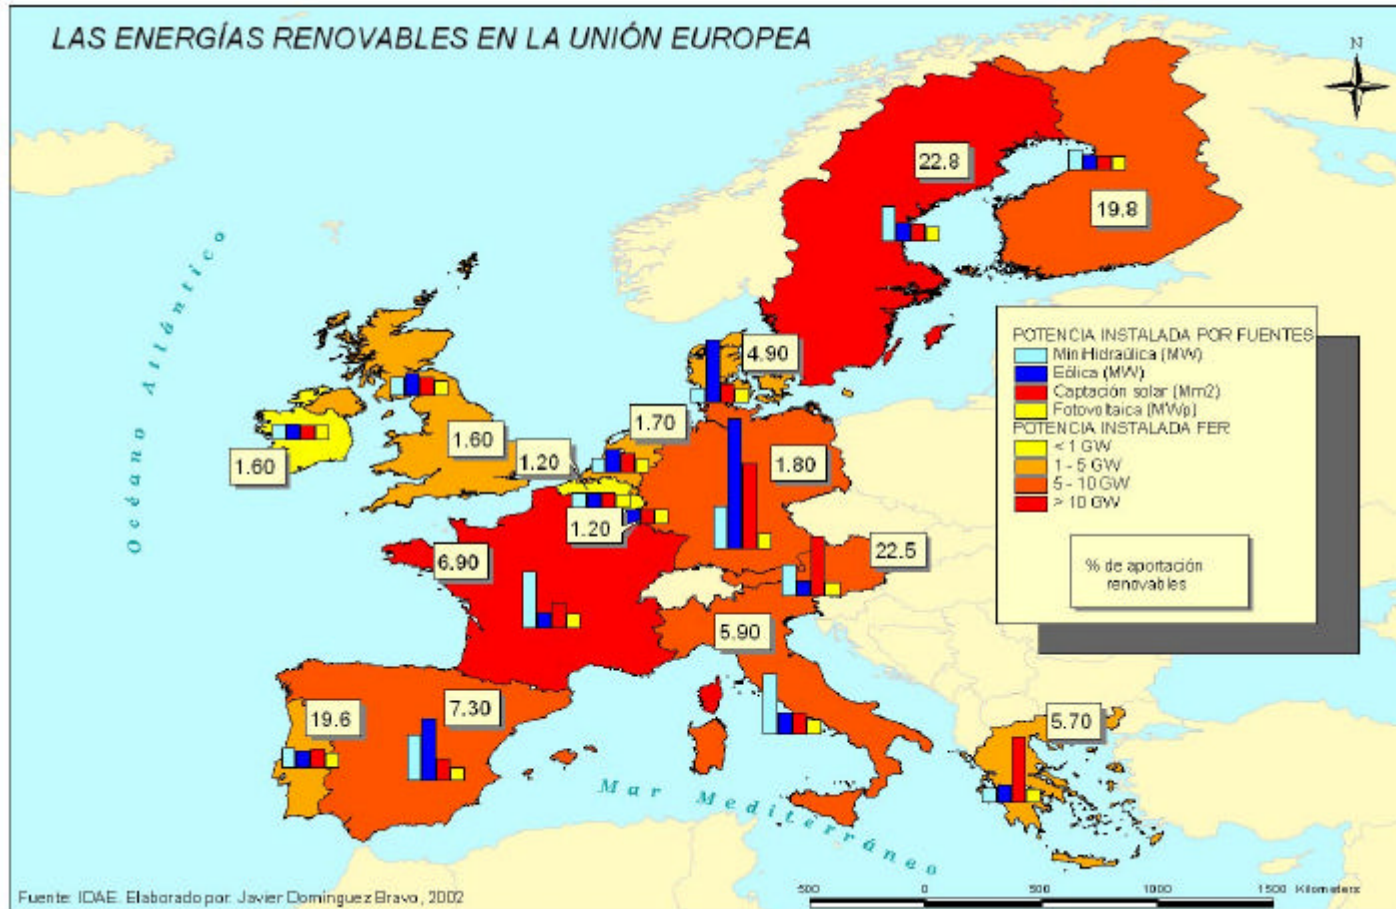 LAS ENERGÍAS RENOVABLES EN LA UNIÓN EUROPEA
N
22.8
19.8
Océano Atlántico
POTENCIA INSTALADA POR FUENTES
MiniHidraúlica (MW)
Eólica (MW)
Captación solar (Mm2)
Fotovoltaica (MWp)
POTENCIA INSTALADA FER
< 1 GW
1 - 5 GW
5 - 10 GW
> 10 GW
% de aportación
renovables
4.90
1.70
1.60
1.60
1.20
1.80
1.20
6.90
22.5
5.90
7.30
19.6
5.70
Mar Mediterráneo
Fuente: IDAE. Elaborado por: Javier Domínguez Bravo, 2002
500 0 500 1000 1500 Kilometers